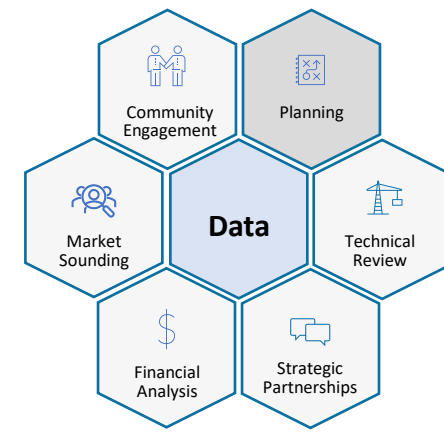 Community
Engagement
Planning
Market
Sounding
Data
Technical
Review
Financial
Analysis
Strategic
Partnerships